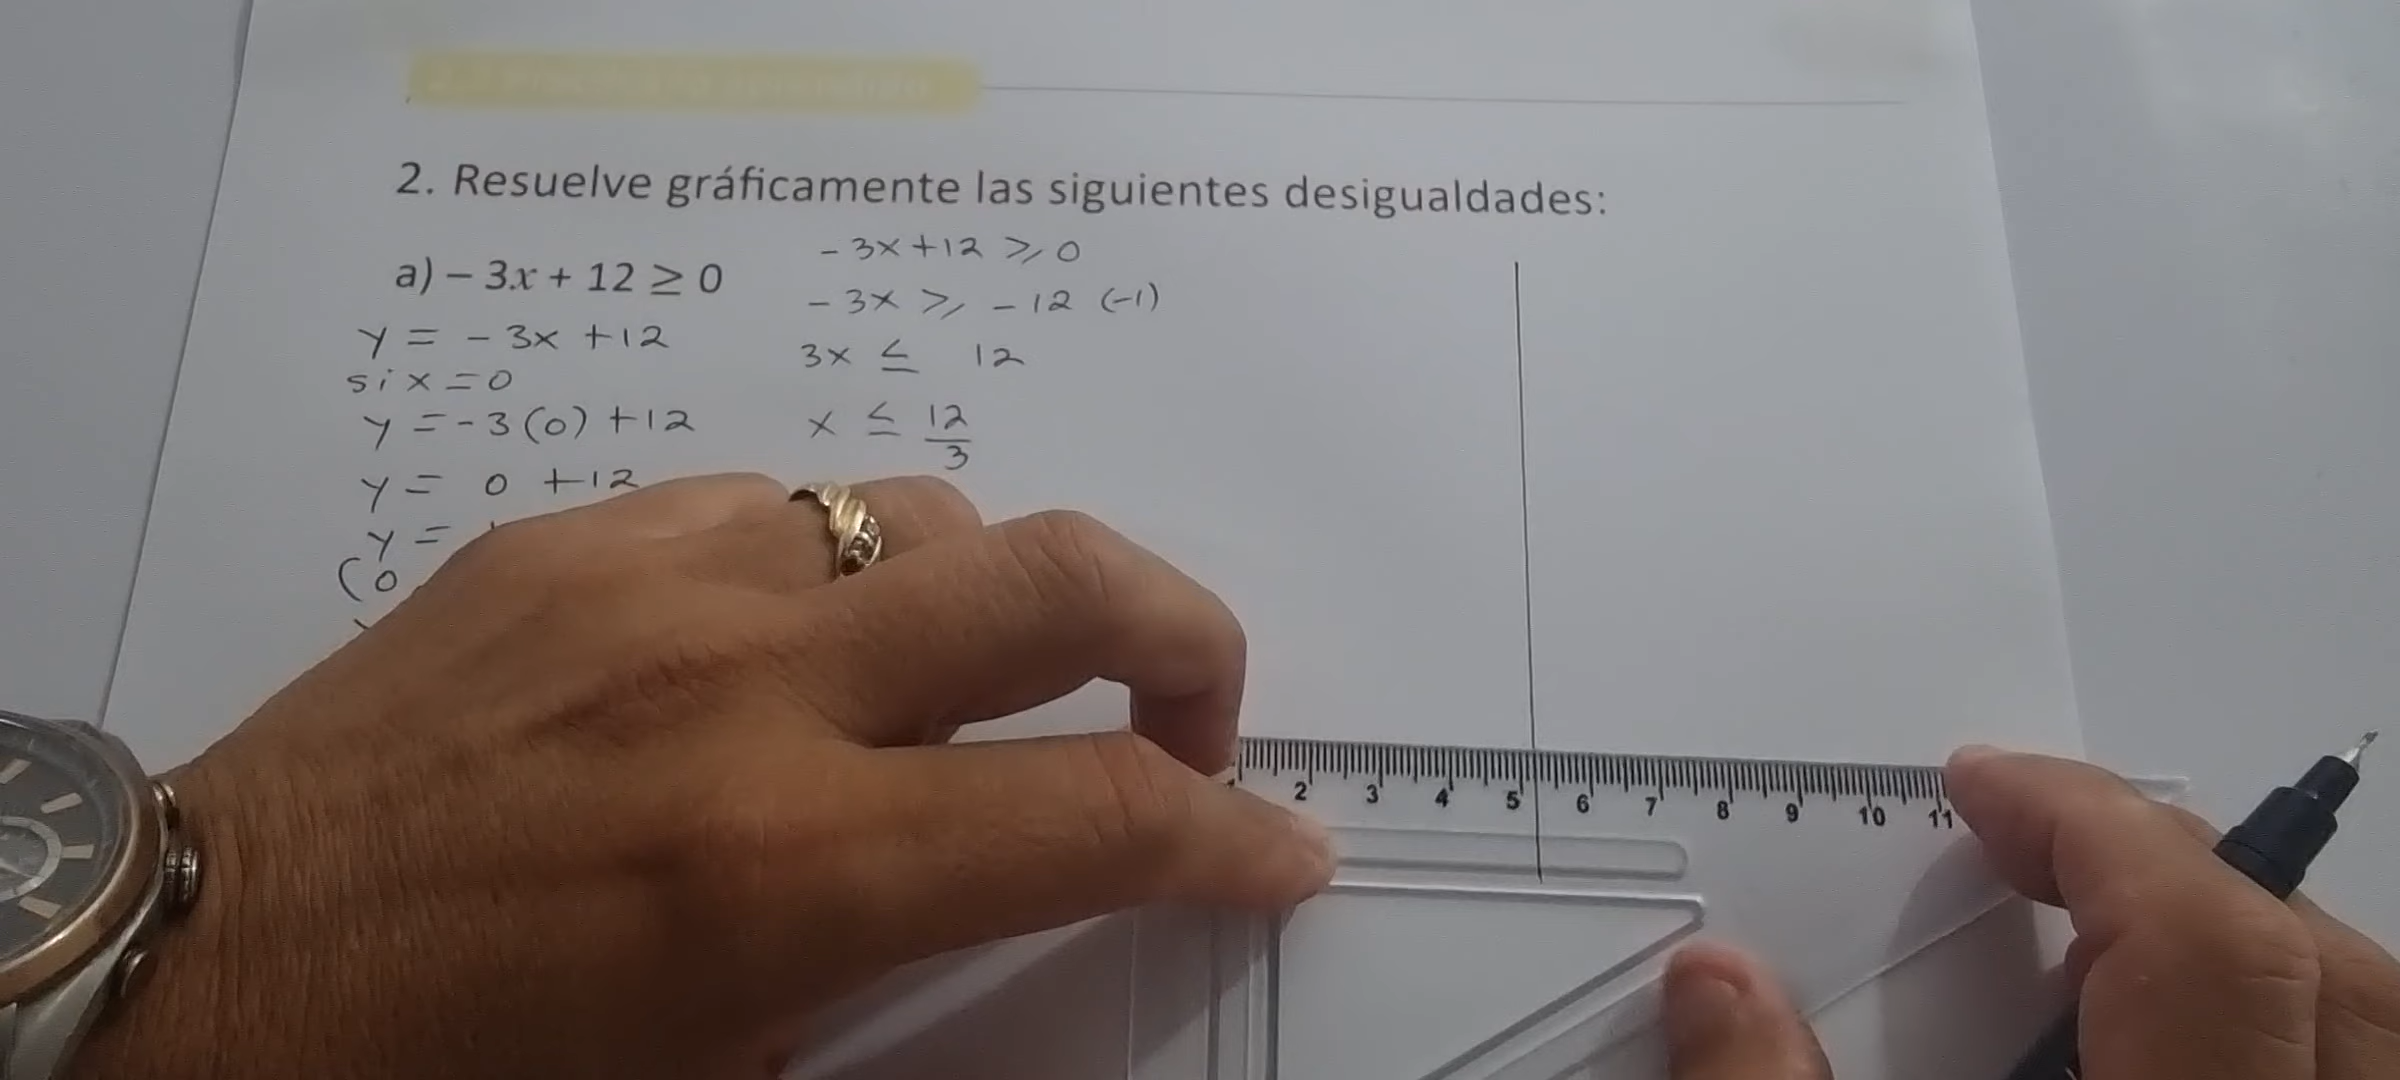 2. Resuelve gráficamente las siguientes desigualdades:
a) – 3x + 12 ≥ 0
y = - 3x + 12
si x = 0
y = - 3 (0) + 12
y = 0 + 12
y =
(0
- 3x + 12 ≥ 0
- 3x ≥ - 12 (-1)
3x ≤ 12
x ≤ 12/3
2 3 4 5 6 7 8 9 10 11